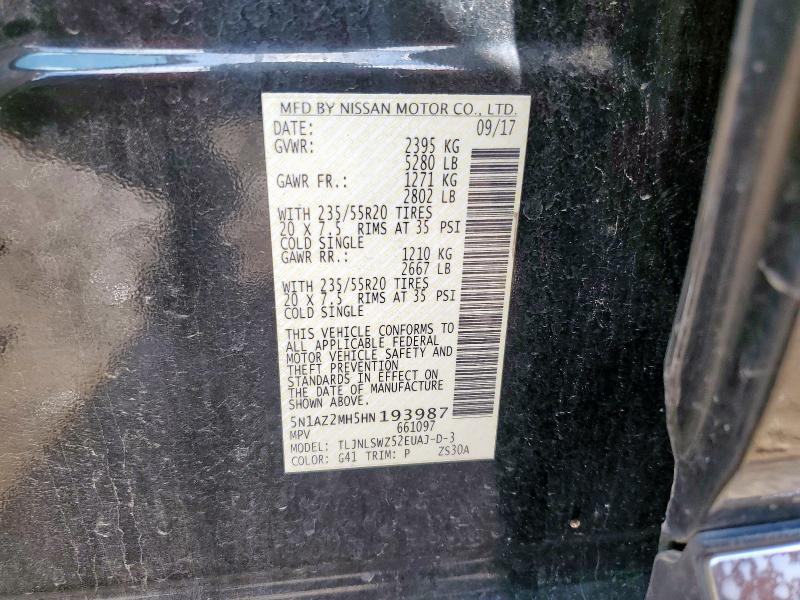 MFD BY NISSAN MOTOR CO., LTD.
DATE: 09/17
GVWR: 2395 KG
5280 LB
GAWR FR.: 1271 KG
2802 LB
WITH 235/55R20 TIRES
20 X 7.5 RIMS AT 35 PSI
COLD SINGLE
GAWR RR.: 1210 KG
2667 LB
WITH 235/55R20 TIRES
20 X 7.5 RIMS AT 35 PSI
COLD SINGLE
THIS VEHICLE CONFORMS TO
ALL APPLICABLE FEDERAL
MOTOR VEHICLE SAFETY AND
THEFT PREVENTION
STANDARDS IN EFFECT ON
THE DATE OF MANUFACTURE
SHOWN ABOVE.
5N1AZ2MH5HN193987
MPV 661097
MODEL: TLJNLSWZ52EUAJ-D-3
COLOR: G41 TRIM: P ZS30A